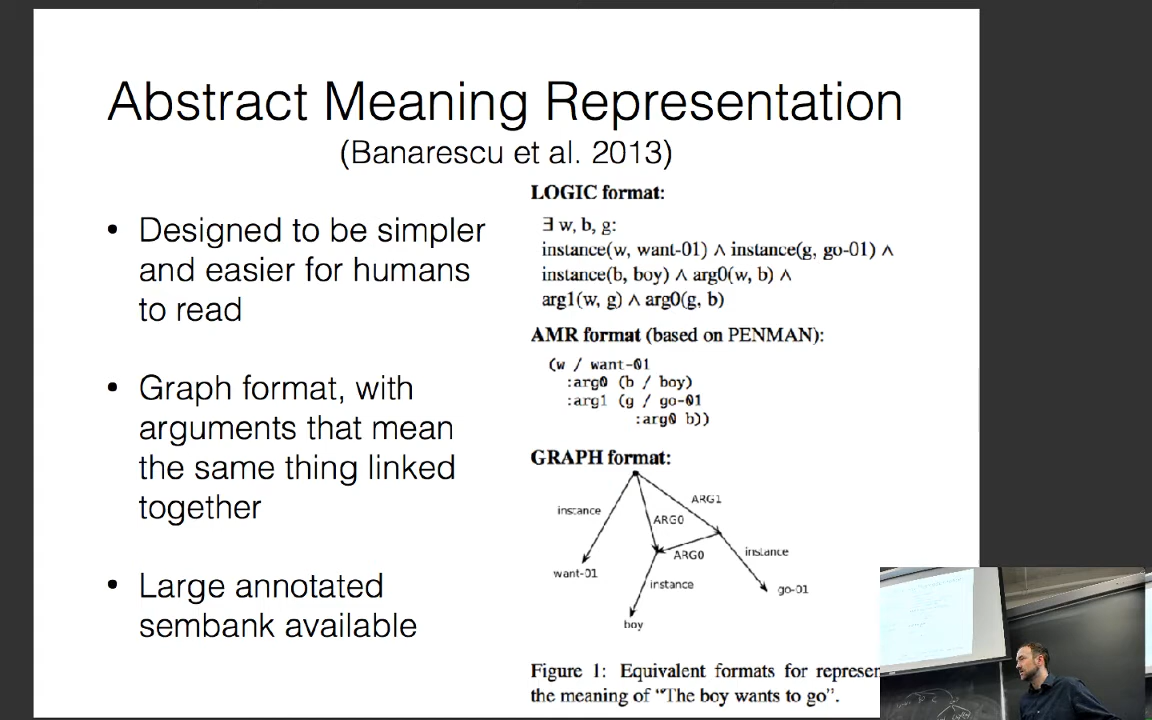 Abstract Meaning Representation
(Banarescu et al. 2013)
• Designed to be simpler
and easier for humans
to read
• Graph format, with
arguments that mean
the same thing linked
together
• Large annotated
sembank available
LOGIC format:
∃ w, b, g:
instance(w, want-01) ∧ instance(g, go-01) ∧
instance(b, boy) ∧ arg0(w, b) ∧
arg1(w, g) ∧ arg0(g, b)
AMR format (based on PENMAN):
(w / want-01
:arg0 (b / boy)
:arg1 (g / go-01
:arg0 b))
GRAPH format:
ARG1
instance
ARG0
instance
ARG0
want-01
instance
go-01
boy
Figure 1: Equivalent formats for represen
the meaning of "The boy wants to go".